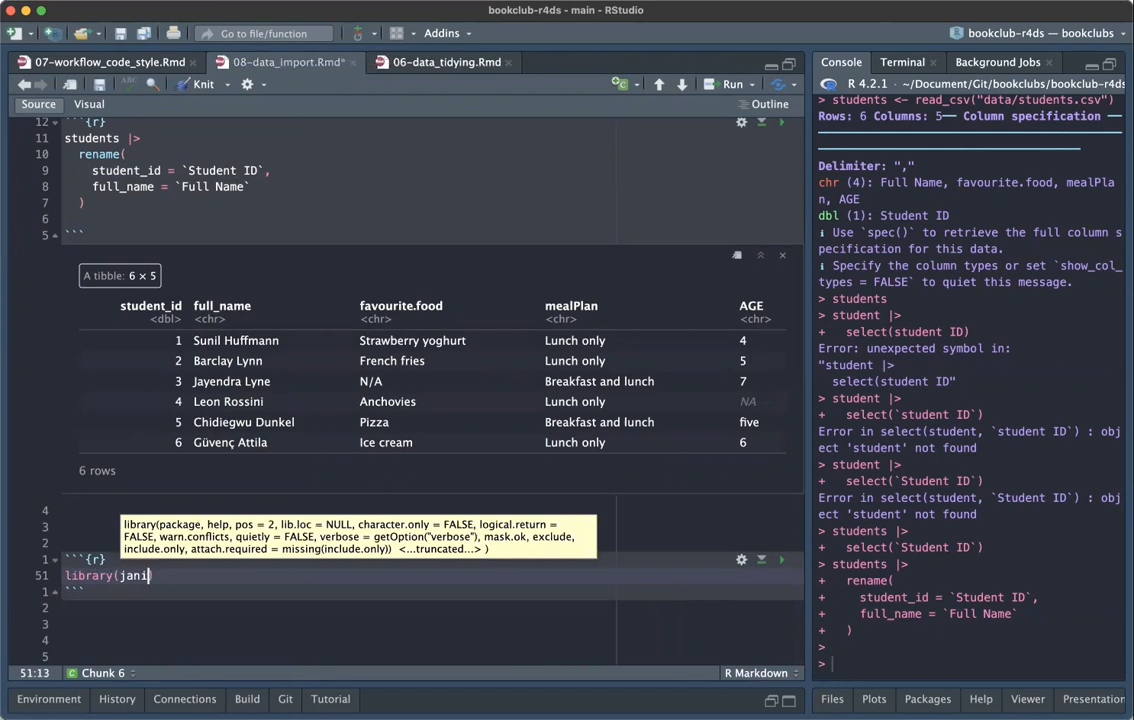 bookclub-r4ds - main - RStudio
Go to file/function
Addins
bookclub-r4ds — bookclubs
07-workflow_code_style.Rmd
08-data_import.Rmd*
06-data_tidying.Rmd
Knit
Run
Source
Visual
Outline
12 ```{r}
11 students |>
10 rename(
9 student_id = `Student ID`,
8 full_name = `Full Name`
7 )
6
5 ```
A tibble: 6 × 5
student_id full_name favourite.food mealPlan AGE
<dbl> <chr> <chr> <chr> <chr>
1 Sunil Huffmann Strawberry yoghurt Lunch only 4
2 Barclay Lynn French fries Lunch only 5
3 Jayendra Lyne N/A Breakfast and lunch 7
4 Leon Rossini Anchovies Lunch only NA
5 Chidiegwu Dunkel Pizza Breakfast and lunch five
6 Güvenç Attila Ice cream Lunch only 6
6 rows
4
3
2
library(package, help, pos = 2, lib.loc = NULL, character.only = FALSE, logical.return =
FALSE, warn.conflicts, quietly = FALSE, verbose = getOption("verbose"), mask.ok, exclude,
include.only, attach.required = missing(include.only)) <...truncated...> )
1 ```{r}
51 library(jani)
1 ```
2
3
4
5
51:13
Chunk 6
R Markdown
Environment
History
Connections
Build
Git
Tutorial
Console
Terminal
Background Jobs
R 4.2.1 · ~/Document/Git/bookclubs/bookclub-r4ds
> students <- read_csv("data/students.csv")
Rows: 6 Columns: 5── Column specification ──
Delimiter: ","
chr (4): Full Name, favourite.food, mealPla
n, AGE
dbl (1): Student ID
ℹ Use `spec()` to retrieve the full column s
pecification for this data.
ℹ Specify the column types or set `show_col_
types = FALSE` to quiet this message.
> students
> student |>
+ select(student ID)
Error: unexpected symbol in:
"student |>
select(student ID"
> student |>
+ select(`student ID`)
Error in select(student, `student ID`) : obj
ect 'student' not found
> student |>
+ select(`Student ID`)
Error in select(student, `Student ID`) : obj
ect 'student' not found
> students |>
+ select(`Student ID`)
> students |>
+ rename(
+ student_id = `Student ID`,
+ full_name = `Full Name`
+ )
>
>
Files
Plots
Packages
Help
Viewer
Presentation